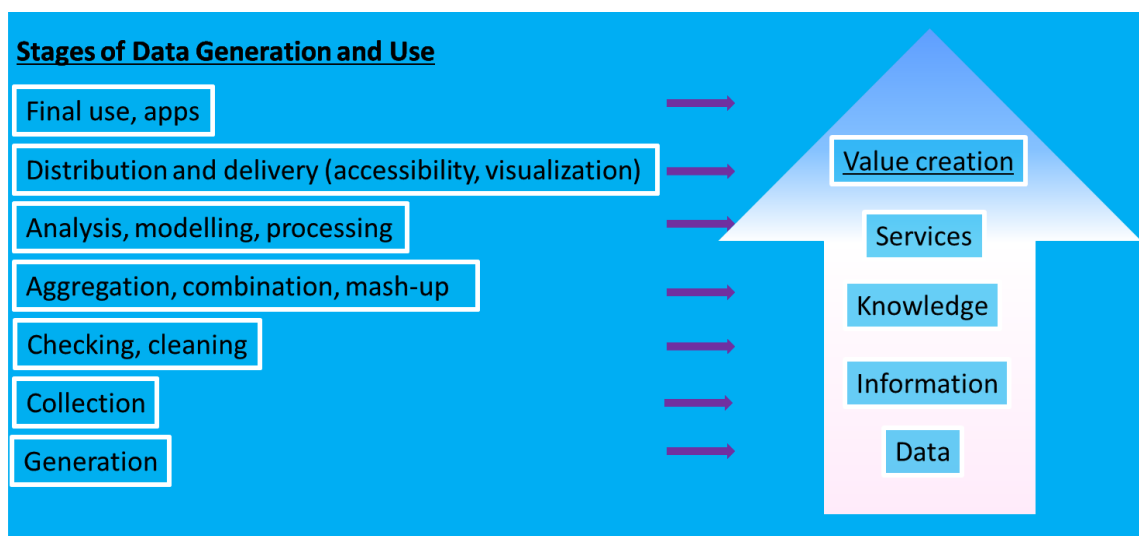 Stages of Data Generation and Use
Final use, apps
Distribution and delivery (accessibility, visualization)
Analysis, modelling, processing
Aggregation, combination, mash-up
Checking, cleaning
Collection
Generation
Value creation
Services
Knowledge
Information
Data